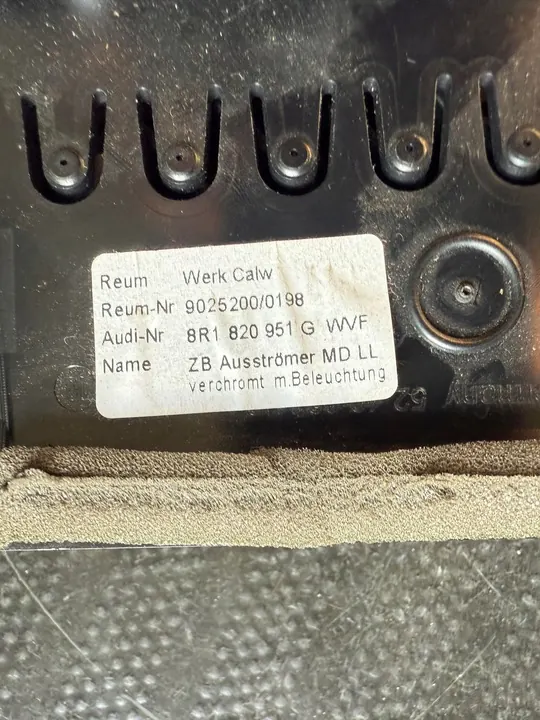 Reum Werk Calw
Reum-Nr 9025200/0198
Audi-Nr 8R1 820 951 G WVF
Name ZB Ausströmer MD LL
verchromt m.Beleuchtung